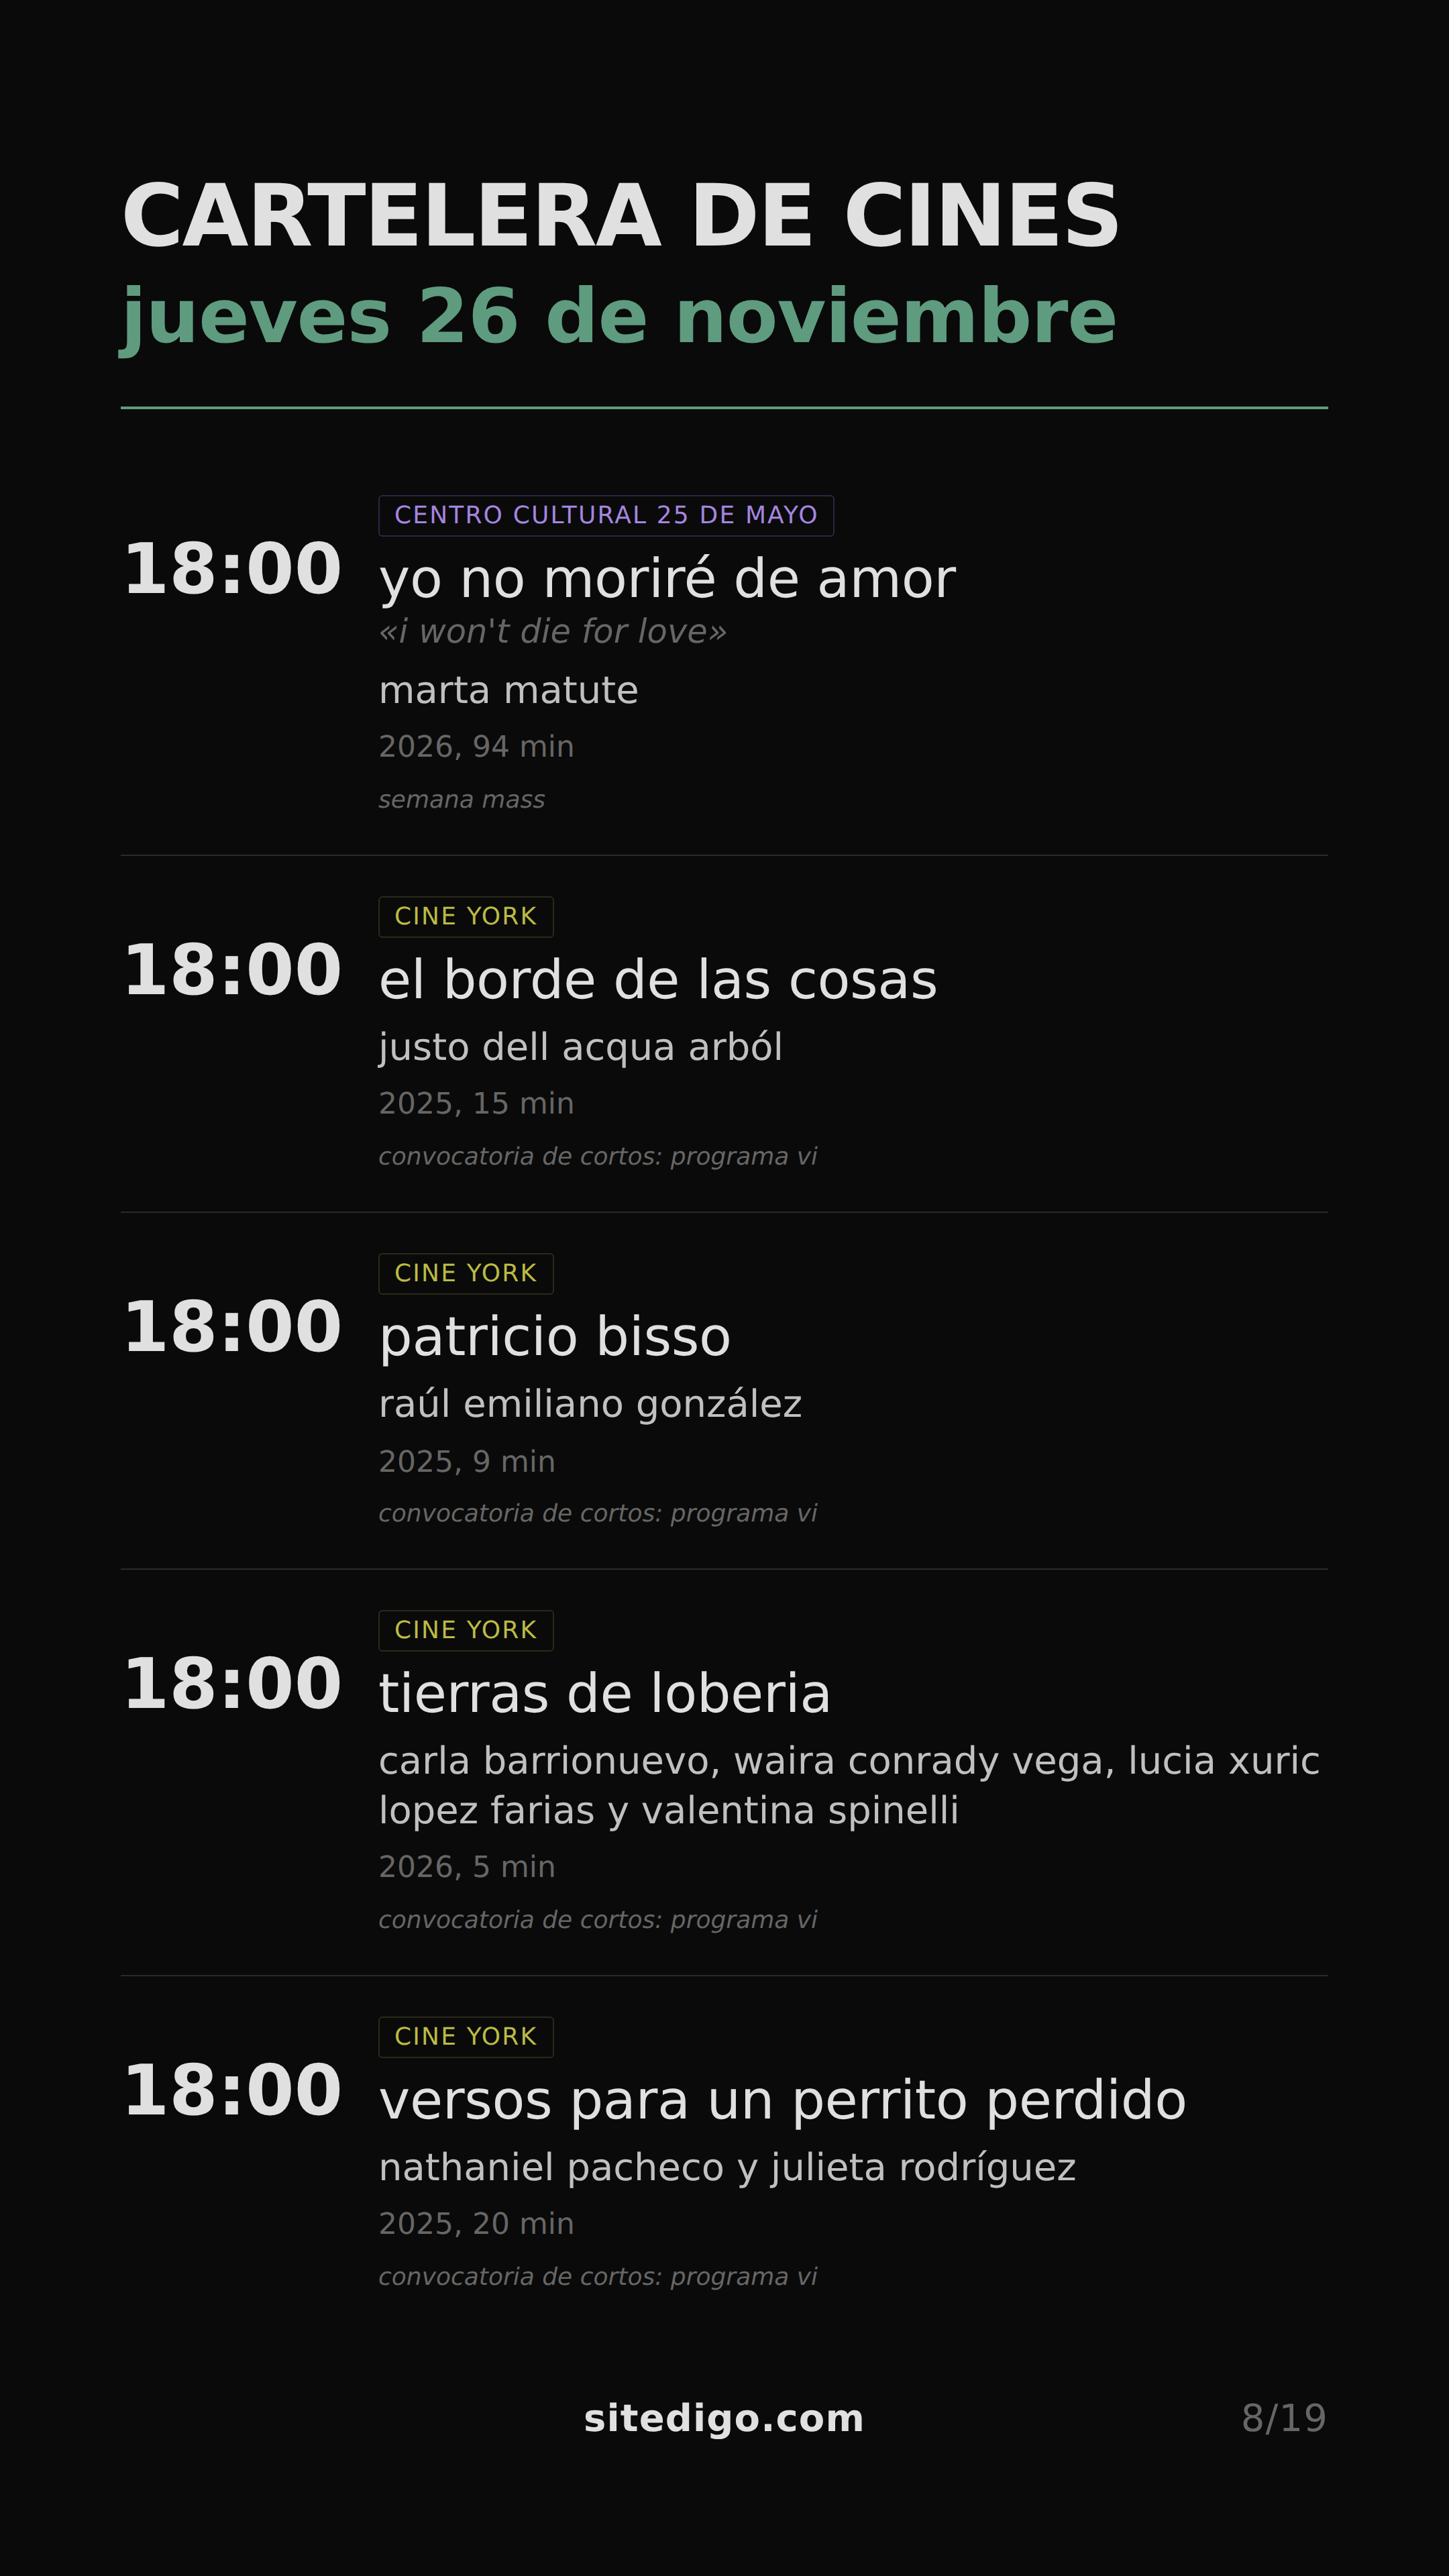 CARTELERA DE CINES
jueves 26 de noviembre
CENTRO CULTURAL 25 DE MAYO
18:00
yo no moriré de amor
«i won't die for love»
marta matute
2026, 94 min
semana mass
CINE YORK
18:00
el borde de las cosas
justo dell acqua arból
2025, 15 min
convocatoria de cortos: programa vi
CINE YORK
18:00
patricio bisso
raúl emiliano gonzález
2025, 9 min
convocatoria de cortos: programa vi
CINE YORK
18:00
tierras de loberia
carla barrionuevo, waira conrady vega, lucia xuric
lopez farias y valentina spinelli
2026, 5 min
convocatoria de cortos: programa vi
CINE YORK
18:00
versos para un perrito perdido
nathaniel pacheco y julieta rodríguez
2025, 20 min
convocatoria de cortos: programa vi
sitedigo.com
8/19